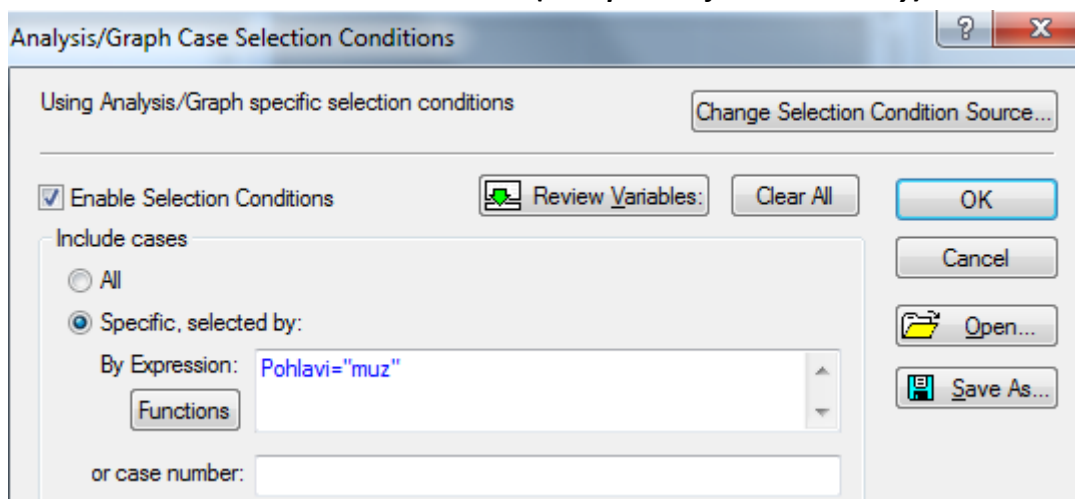 Analysis/Graph Case Selection Conditions
Using Analysis/Graph specific selection conditions
Change Selection Condition Source...
Enable Selection Conditions
Review Variables:
Clear All
OK
Include cases
Cancel
All
Specific, selected by:
Open...
By Expression:
Pohlavi="muz"
Functions
Save As...
or case number: